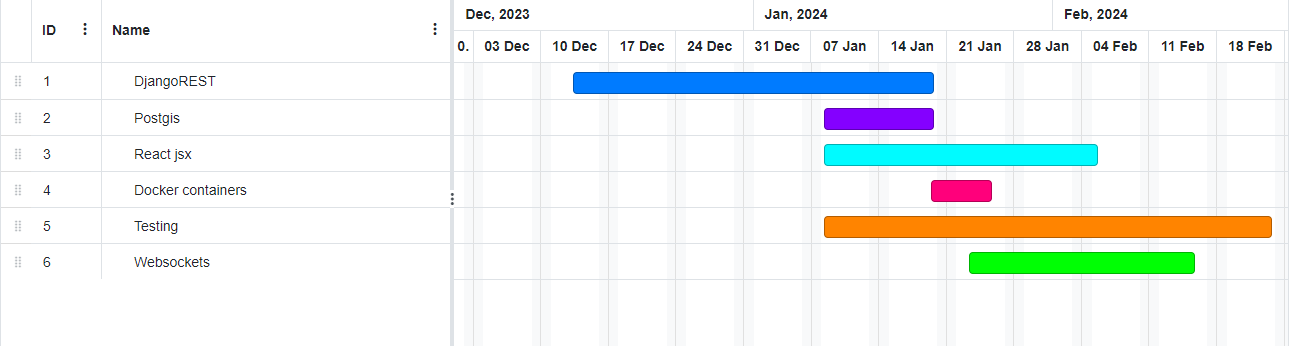 Dec, 2023 Jan, 2024 Feb, 2024
ID Name
0. 03 Dec 10 Dec 17 Dec 24 Dec 31 Dec 07 Jan 14 Jan 21 Jan 28 Jan 04 Feb 11 Feb 18 Feb
1 DjangoREST
2 Postgis
3 React jsx
4 Docker containers
5 Testing
6 Websockets